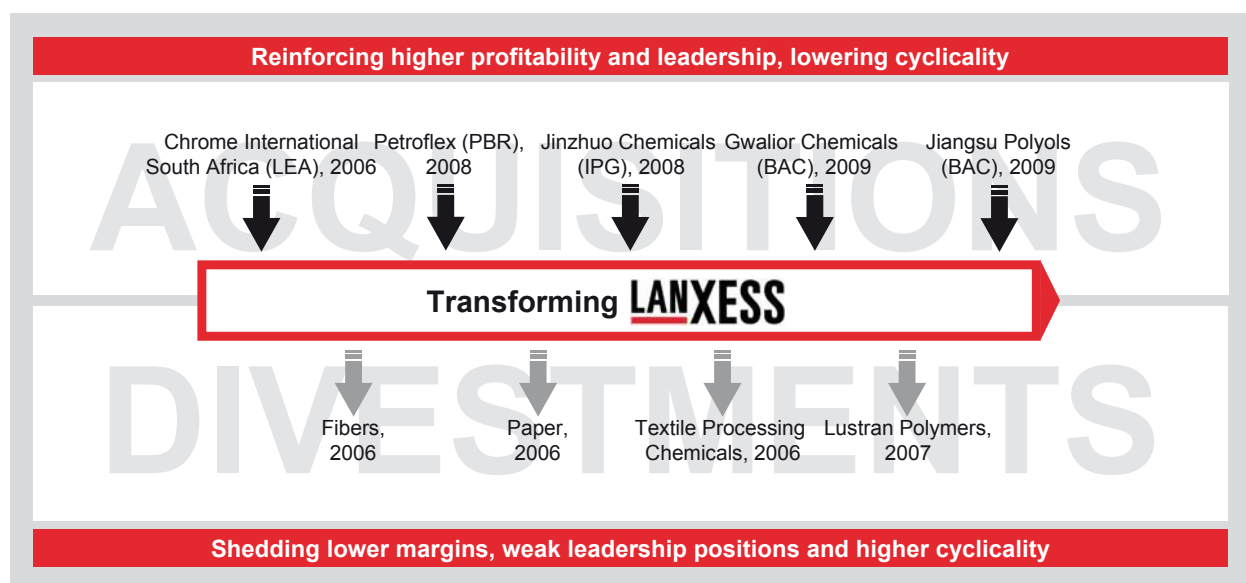 Reinforcing higher profitability and leadership, lowering cyclicality
ACQUISITIONS
Chrome International
South Africa (LEA), 2006
Petroflex (PBR),
2008
Jinzhuo Chemicals
(IPG), 2008
Gwalior Chemicals
(BAC), 2009
Jiangsu Polyols
(BAC), 2009
Transforming LANXESS
DIVESTMENTS
Fibers,
2006
Paper,
2006
Textile Processing
Chemicals, 2006
Lustran Polymers,
2007
Shedding lower margins, weak leadership positions and higher cyclicality